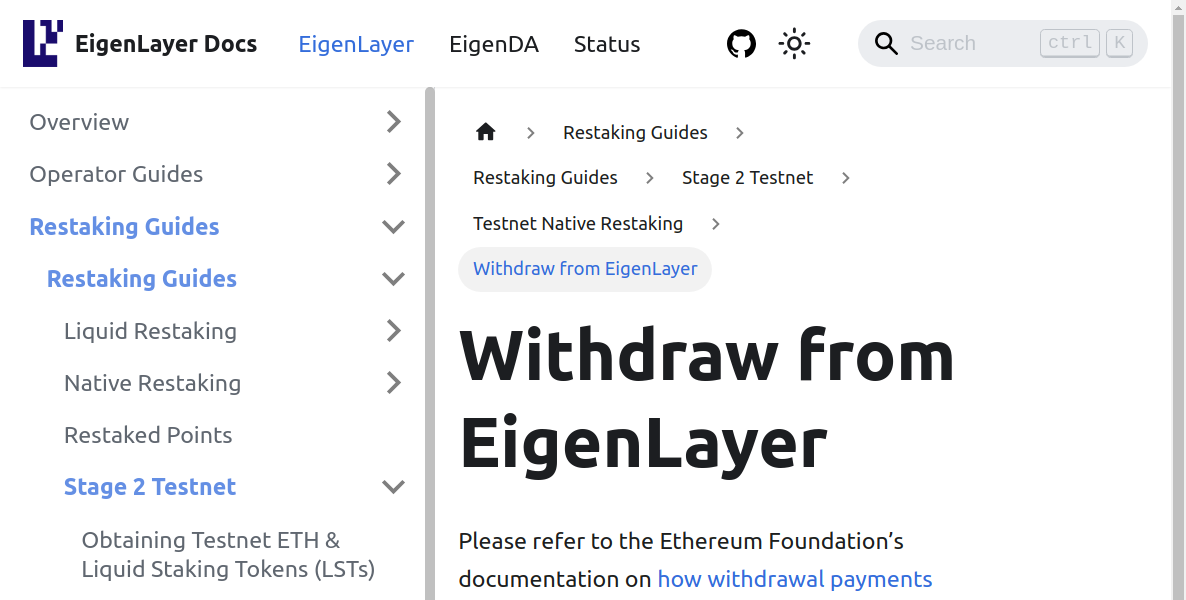 EigenLayer Docs EigenLayer EigenDA Status Search ctrl K
Overview
Operator Guides
Restaking Guides
Restaking Guides
Liquid Restaking
Native Restaking
Restaked Points
Stage 2 Testnet
Obtaining Testnet ETH &
Liquid Staking Tokens (LSTs)
Restaking Guides
Restaking Guides Stage 2 Testnet
Testnet Native Restaking
Withdraw from EigenLayer
Withdraw from
EigenLayer
Please refer to the Ethereum Foundation’s
documentation on how withdrawal payments